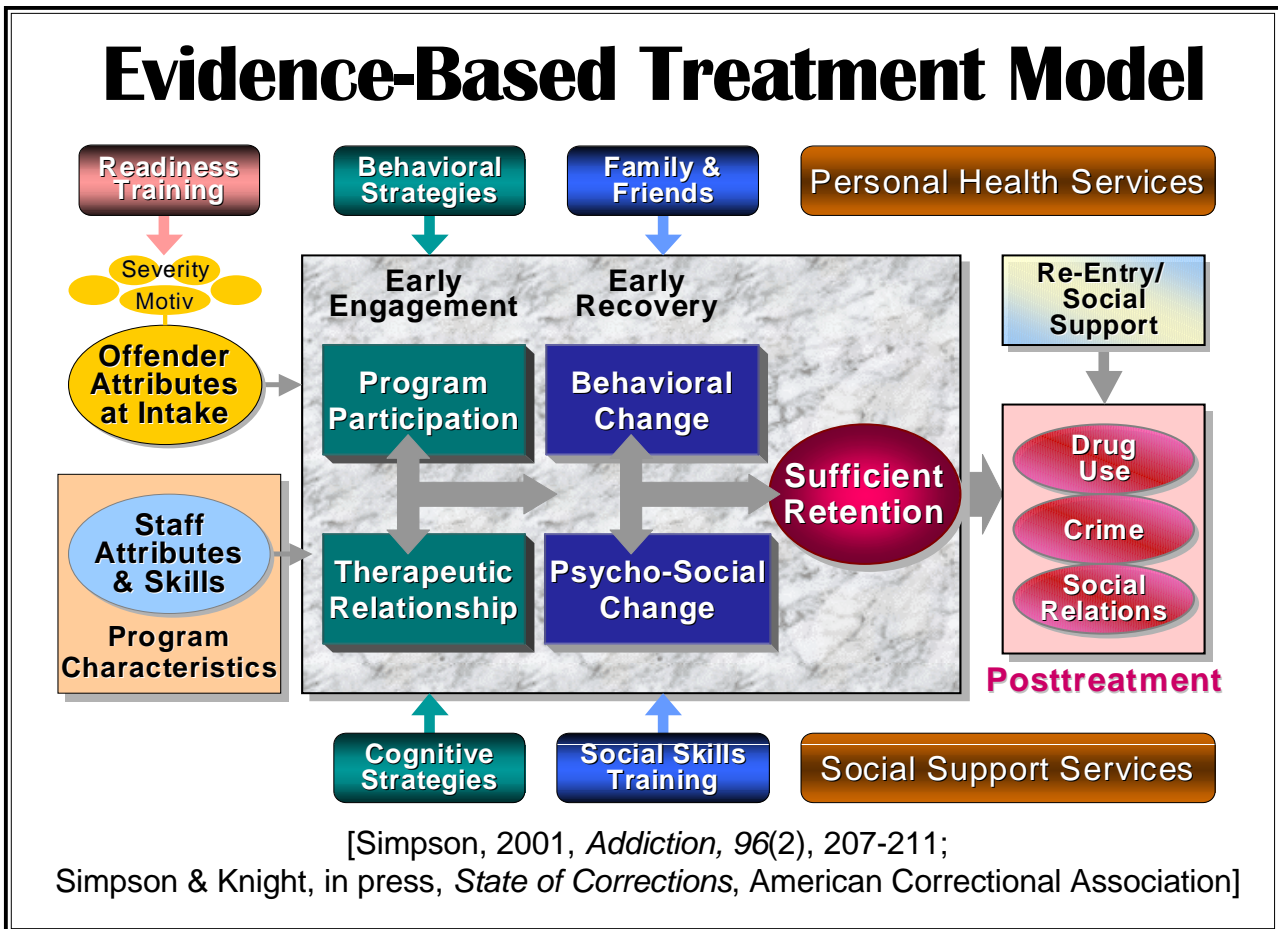 Evidence-Based Treatment Model
Readiness
Training
Behavioral
Strategies
Family &
Friends
Personal Health Services
Severity
Motiv
Offender
Attributes
at Intake
Staff
Attributes
& Skills
Program
Characteristics
Early
Engagement
Program
Participation
Therapeutic
Relationship
Early
Recovery
Behavioral
Change
Psycho-Social
Change
Sufficient
Retention
Re-Entry/
Social
Support
Drug
Use
Crime
Social
Relations
Posttreatment
Cognitive
Strategies
Social Skills
Training
Social Support Services
[Simpson, 2001, Addiction, 96(2), 207-211;
Simpson & Knight, in press, State of Corrections, American Correctional Association]